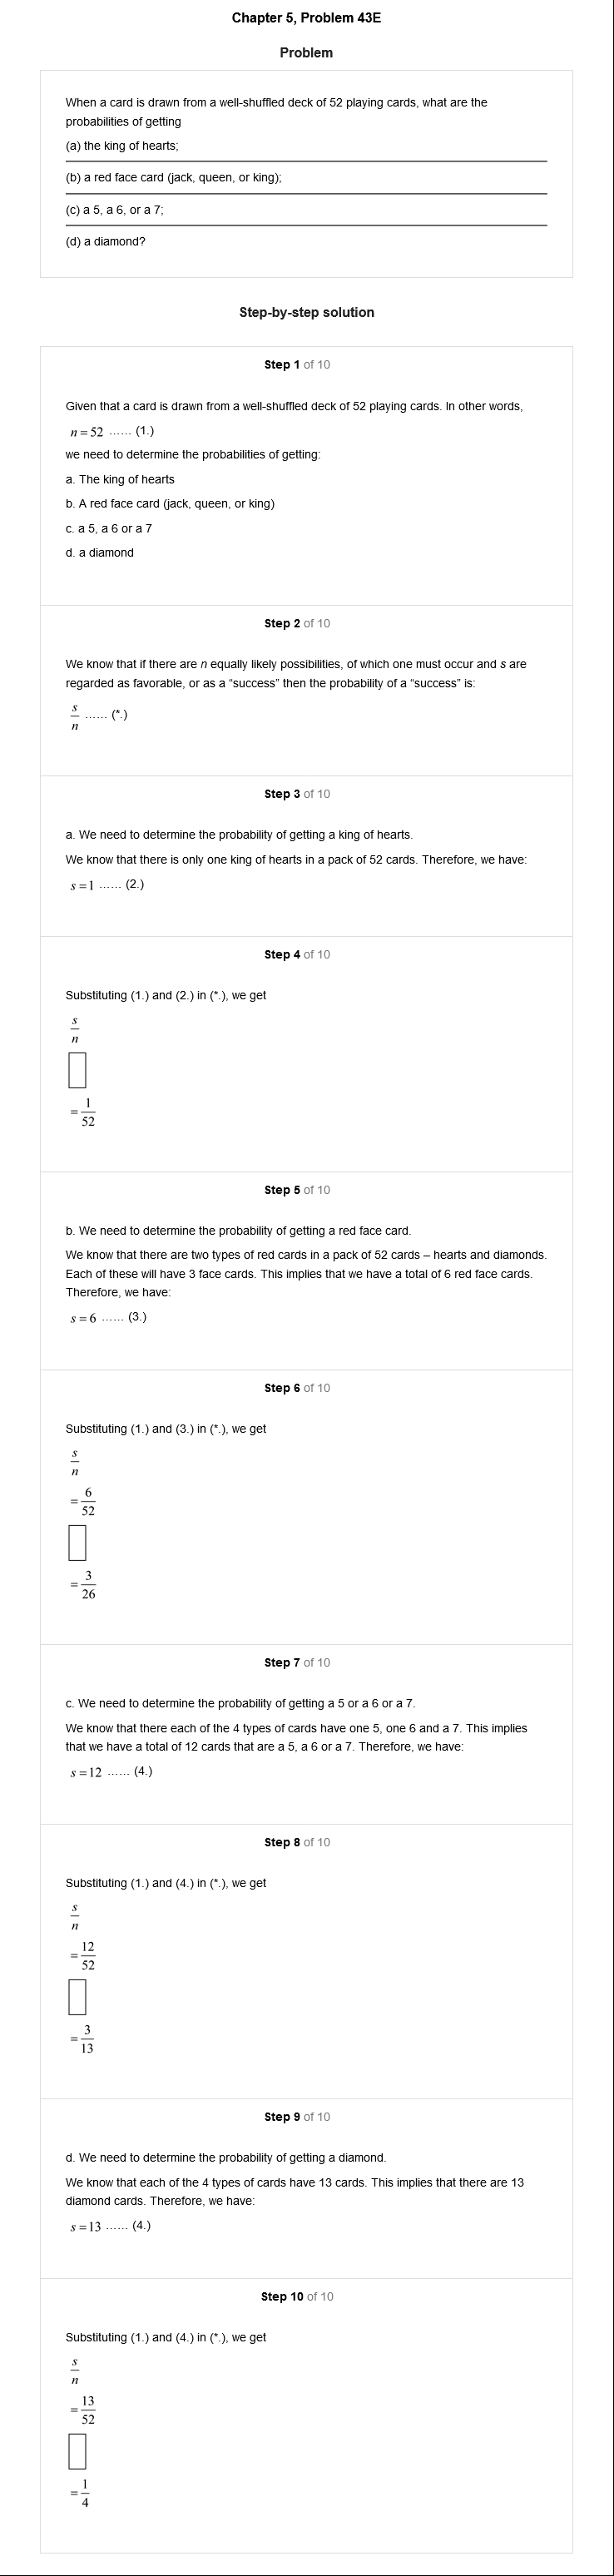 Chapter 5, Problem 43E
Problem
When a card is drawn from a well-shuffled deck of 52 playing cards, what are the
probabilities of getting
(a) the king of hearts;
(b) a red face card (jack, queen, or king);
(c) a 5, a 6, or a 7;
(d) a diamond?
Step-by-step solution
Step 1 of 10
Given that a card is drawn from a well-shuffled deck of 52 playing cards. In other words,
n = 52 ...... (1.)
we need to determine the probabilities of getting:
a. The king of hearts
b. A red face card (jack, queen, or king)
c. a 5, a 6 or a 7
d. a diamond
Step 2 of 10
We know that if there are n equally likely possibilities, of which one must occur and s are
regarded as favorable, or as a “success” then the probability of a “success” is:
s/n ...... (*.)
Step 3 of 10
a. We need to determine the probability of getting a king of hearts.
We know that there is only one king of hearts in a pack of 52 cards. Therefore, we have:
s = 1 ...... (2.)
Step 4 of 10
Substituting (1.) and (2.) in (*.), we get
s/n
= 1/52
Step 5 of 10
b. We need to determine the probability of getting a red face card.
We know that there are two types of red cards in a pack of 52 cards – hearts and diamonds.
Each of these will have 3 face cards. This implies that we have a total of 6 red face cards.
Therefore, we have:
s = 6 ...... (3.)
Step 6 of 10
Substituting (1.) and (3.) in (*.), we get
s/n
= 6/52
= 3/26
Step 7 of 10
c. We need to determine the probability of getting a 5 or a 6 or a 7.
We know that there each of the 4 types of cards have one 5, one 6 and a 7. This implies
that we have a total of 12 cards that are a 5, a 6 or a 7. Therefore, we have:
s = 12 ...... (4.)
Step 8 of 10
Substituting (1.) and (4.) in (*.), we get
s/n
= 12/52
= 3/13
Step 9 of 10
d. We need to determine the probability of getting a diamond.
We know that each of the 4 types of cards have 13 cards. This implies that there are 13
diamond cards. Therefore, we have:
s = 13 ...... (4.)
Step 10 of 10
Substituting (1.) and (4.) in (*.), we get
s/n
= 13/52
= 1/4